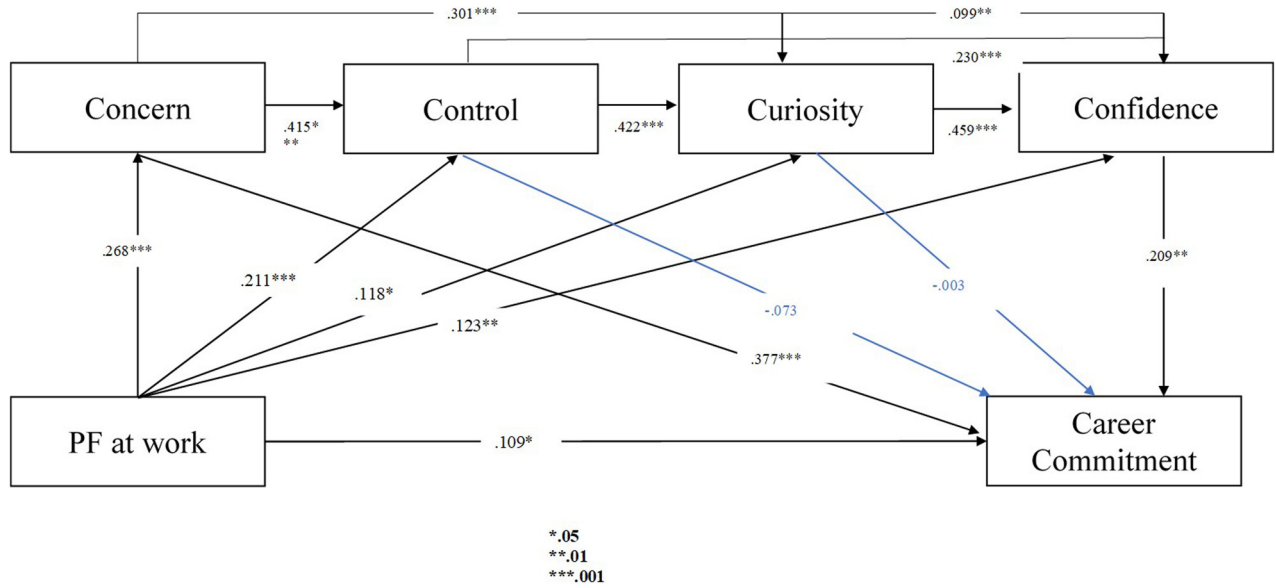 .301***
.099**
.230***
Concern
Control
Curiosity
Confidence
.415*
**
.422***
.459***
.268***
.211***
.118*
.123**
-.073
-.003
.209**
.377***
PF at work
.109*
Career
Commitment
*.05
**.01
***.001